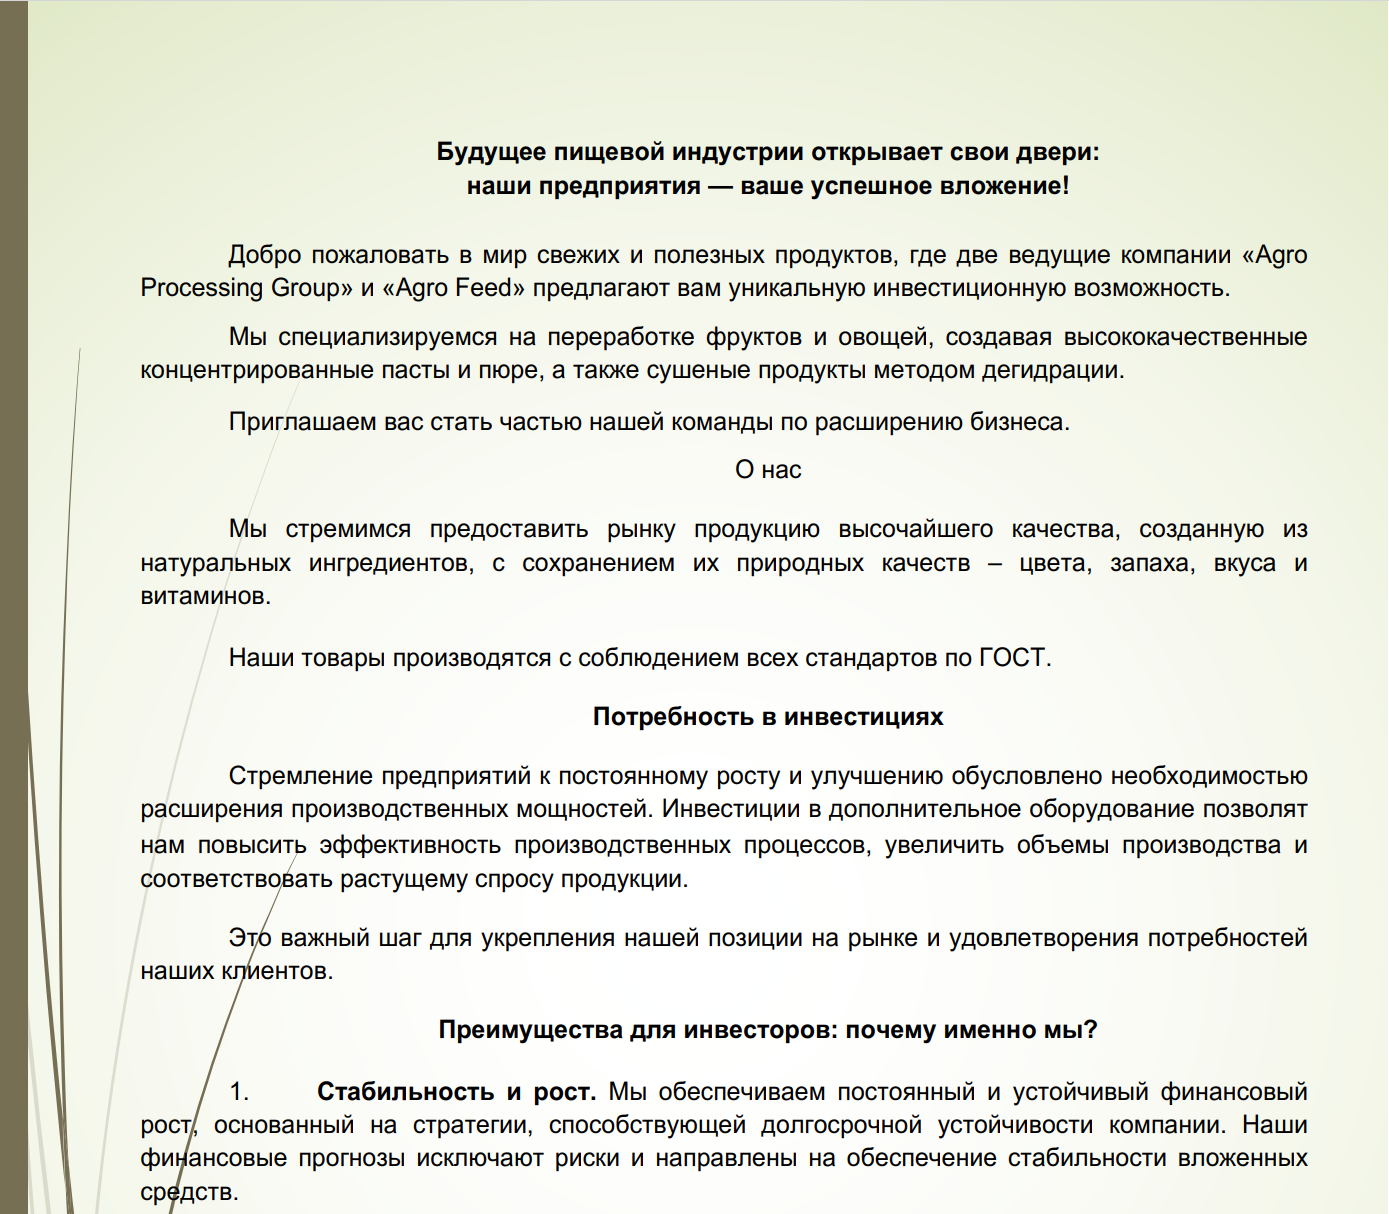 Будущее пищевой индустрии открывает свои двери:
наши предприятия — ваше успешное вложение!
Добро пожаловать в мир свежих и полезных продуктов, где две ведущие компании «Agro
Processing Group» и «Agro Feed» предлагают вам уникальную инвестиционную возможность.
Мы специализируемся на переработке фруктов и овощей, создавая высококачественные
концентрированные пасты и пюре, а также сушеные продукты методом дегидрации.
Приглашаем вас стать частью нашей команды по расширению бизнеса.
О нас
Мы стремимся предоставить рынку продукцию высочайшего качества, созданную из
натуральных ингредиентов, с сохранением их природных качеств – цвета, запаха, вкуса и
витаминов.
Наши товары производятся с соблюдением всех стандартов по ГОСТ.
Потребность в инвестициях
Стремление предприятий к постоянному росту и улучшению обусловлено необходимостью
расширения производственных мощностей. Инвестиции в дополнительное оборудование позволят
нам повысить эффективность производственных процессов, увеличить объемы производства и
соответствовать растущему спросу продукции.
Это важный шаг для укрепления нашей позиции на рынке и удовлетворения потребностей
наших клиентов.
Преимущества для инвесторов: почему именно мы?
1. Стабильность и рост. Мы обеспечиваем постоянный и устойчивый финансовый
рост, основанный на стратегии, способствующей долгосрочной устойчивости компании. Наши
финансовые прогнозы исключают риски и направлены на обеспечение стабильности вложенных
средств.